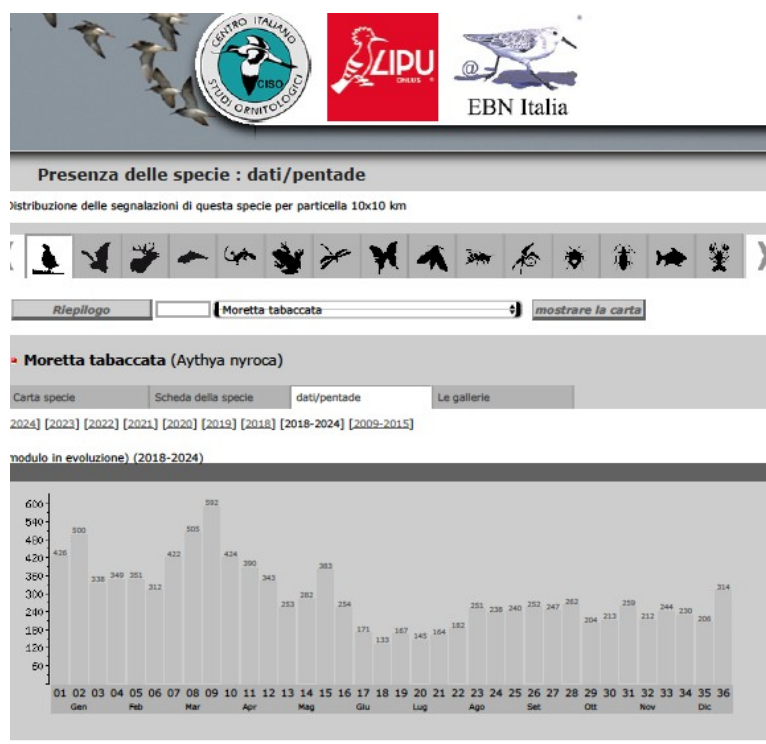 CENTRO ITALIANO
STUDI ORNITOLOGICI
CISO
LIPU
ONLUS
@
EBN Italia
Presenza delle specie : dati/pentade
Distribuzione delle segnalazioni di questa specie per particella 10x10 km
Riepilogo
Moretta tabaccata
mostrare la carta
Moretta tabaccata (Aythya nyroca)
Carta specie Scheda della specie dati/pentade Le gallerie
2024] [2023] [2022] [2021] [2020] [2019] [2018] [2018-2024] [2009-2015]
modulo in evoluzione) (2018-2024)
600
540
480
420
360
300
240
180
120
60
426 500 338 349 351 312 422 505 592 424 390 343 253 282 383 254 171 133 167 145 164 182 251 238 240 252 247 262 204 213 259 212 244 230 206 314
01 02 03 04 05 06 07 08 09 10 11 12 13 14 15 16 17 18 19 20 21 22 23 24 25 26 27 28 29 30 31 32 33 34 35 36
Gen Feb Mar Apr Mag Giu Lug Ago Set Ott Nov Dic